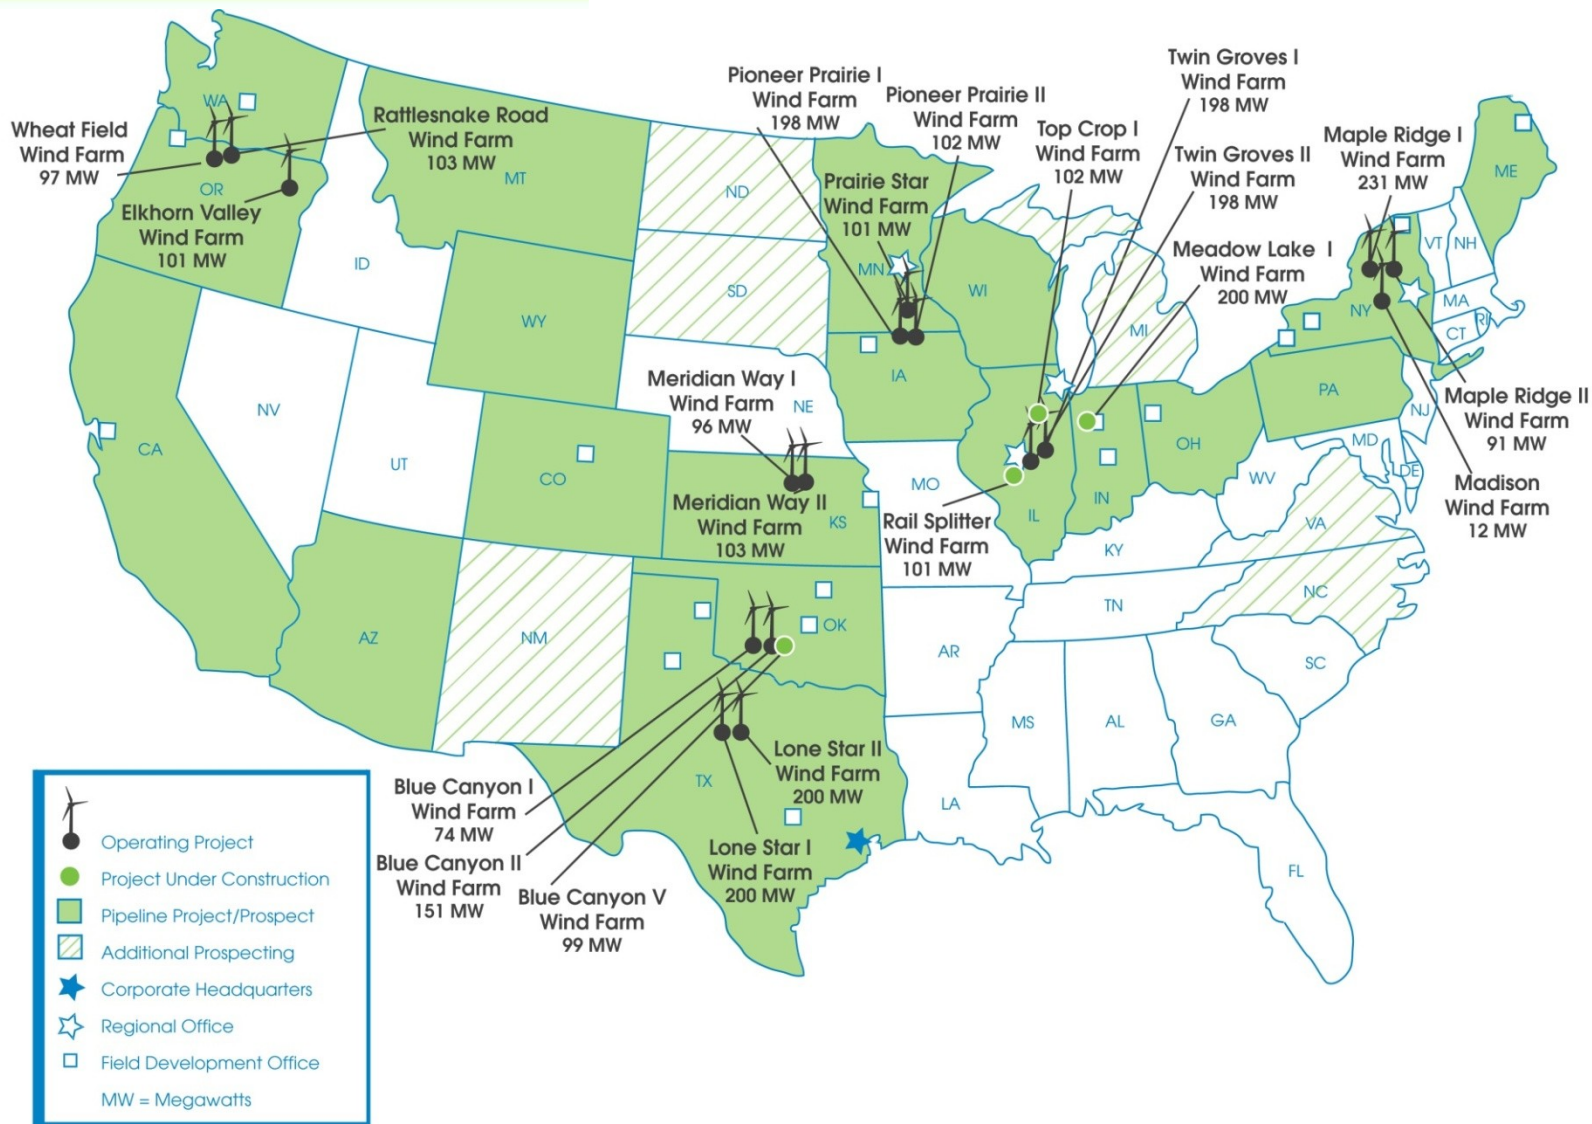 Wheat Field
Wind Farm
97 MW
Rattlesnake Road
Wind Farm
103 MW
Elkhorn Valley
Wind Farm
101 MW
Pioneer Prairie I
Wind Farm
198 MW
Pioneer Prairie II
Wind Farm
102 MW
Prairie Star
Wind Farm
101 MW
Top Crop I
Wind Farm
102 MW
Twin Groves I
Wind Farm
198 MW
Twin Groves II
Wind Farm
198 MW
Meadow Lake I
Wind Farm
200 MW
Maple Ridge I
Wind Farm
231 MW
Maple Ridge II
Wind Farm
91 MW
Madison
Wind Farm
12 MW
Meridian Way I
Wind Farm
96 MW
Meridian Way II
Wind Farm
103 MW
Rail Splitter
Wind Farm
101 MW
Blue Canyon I
Wind Farm
74 MW
Blue Canyon II
Wind Farm
151 MW
Blue Canyon V
Wind Farm
99 MW
Lone Star II
Wind Farm
200 MW
Lone Star I
Wind Farm
200 MW
WA
OR
MT
ID
ND
SD
MN
WI
MI
WY
IA
NE
NV
UT
CO
CA
KS
MO
IL
IN
OH
PA
NY
VT
NH
ME
MA
CT
RI
NJ
MD
DE
WV
VA
KY
TN
NC
SC
AZ
NM
OK
AR
TX
LA
MS
AL
GA
FL
Operating Project
Project Under Construction
Pipeline Project/Prospect
Additional Prospecting
Corporate Headquarters
Regional Office
Field Development Office
MW = Megawatts